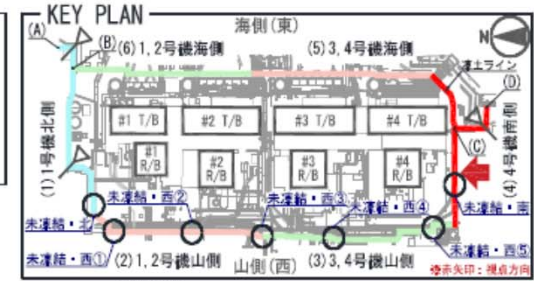 KEY PLAN
海側(東)
N
(A)
(B)
(6)1,2号機海側
(5)3,4号機海側
凍土ライン
(D)
#1 T/B
#2 T/B
#3 T/B
#4 T/B
(1)1号機北側
#1
R/B
#2
R/B
#3
R/B
#4
R/B
(C)
(4)4号機南側
未凍結・北
未凍結・西②
未凍結・西③
未凍結・西④
未凍結・南
未凍結・西①
(2)1,2号機山側
山側(西)
(3)3,4号機山側
未凍結・西⑤
※赤矢印:視点方向